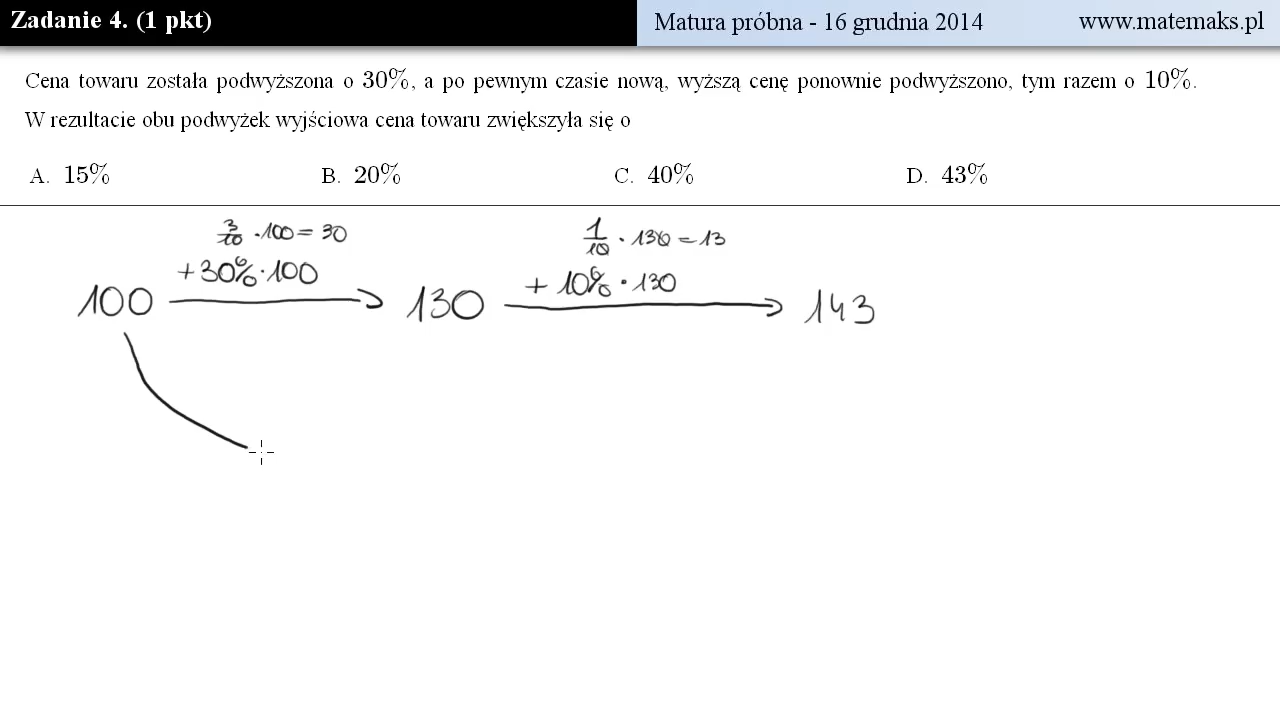 Zadanie 4. (1 pkt)
Matura próbna - 16 grudnia 2014
www.matemaks.pl
Cena towaru została podwyższona o 30%, a po pewnym czasie nową, wyższą cenę ponownie podwyższono, tym razem o 10%.
W rezultacie obu podwyżek wyjściowa cena towaru zwiększyła się o
A. 15% B. 20% C. 40% D. 43%
3/10 · 100 = 30
1/10 · 130 = 13
+30% · 100
+ 10% · 130
100 → 130 → 143